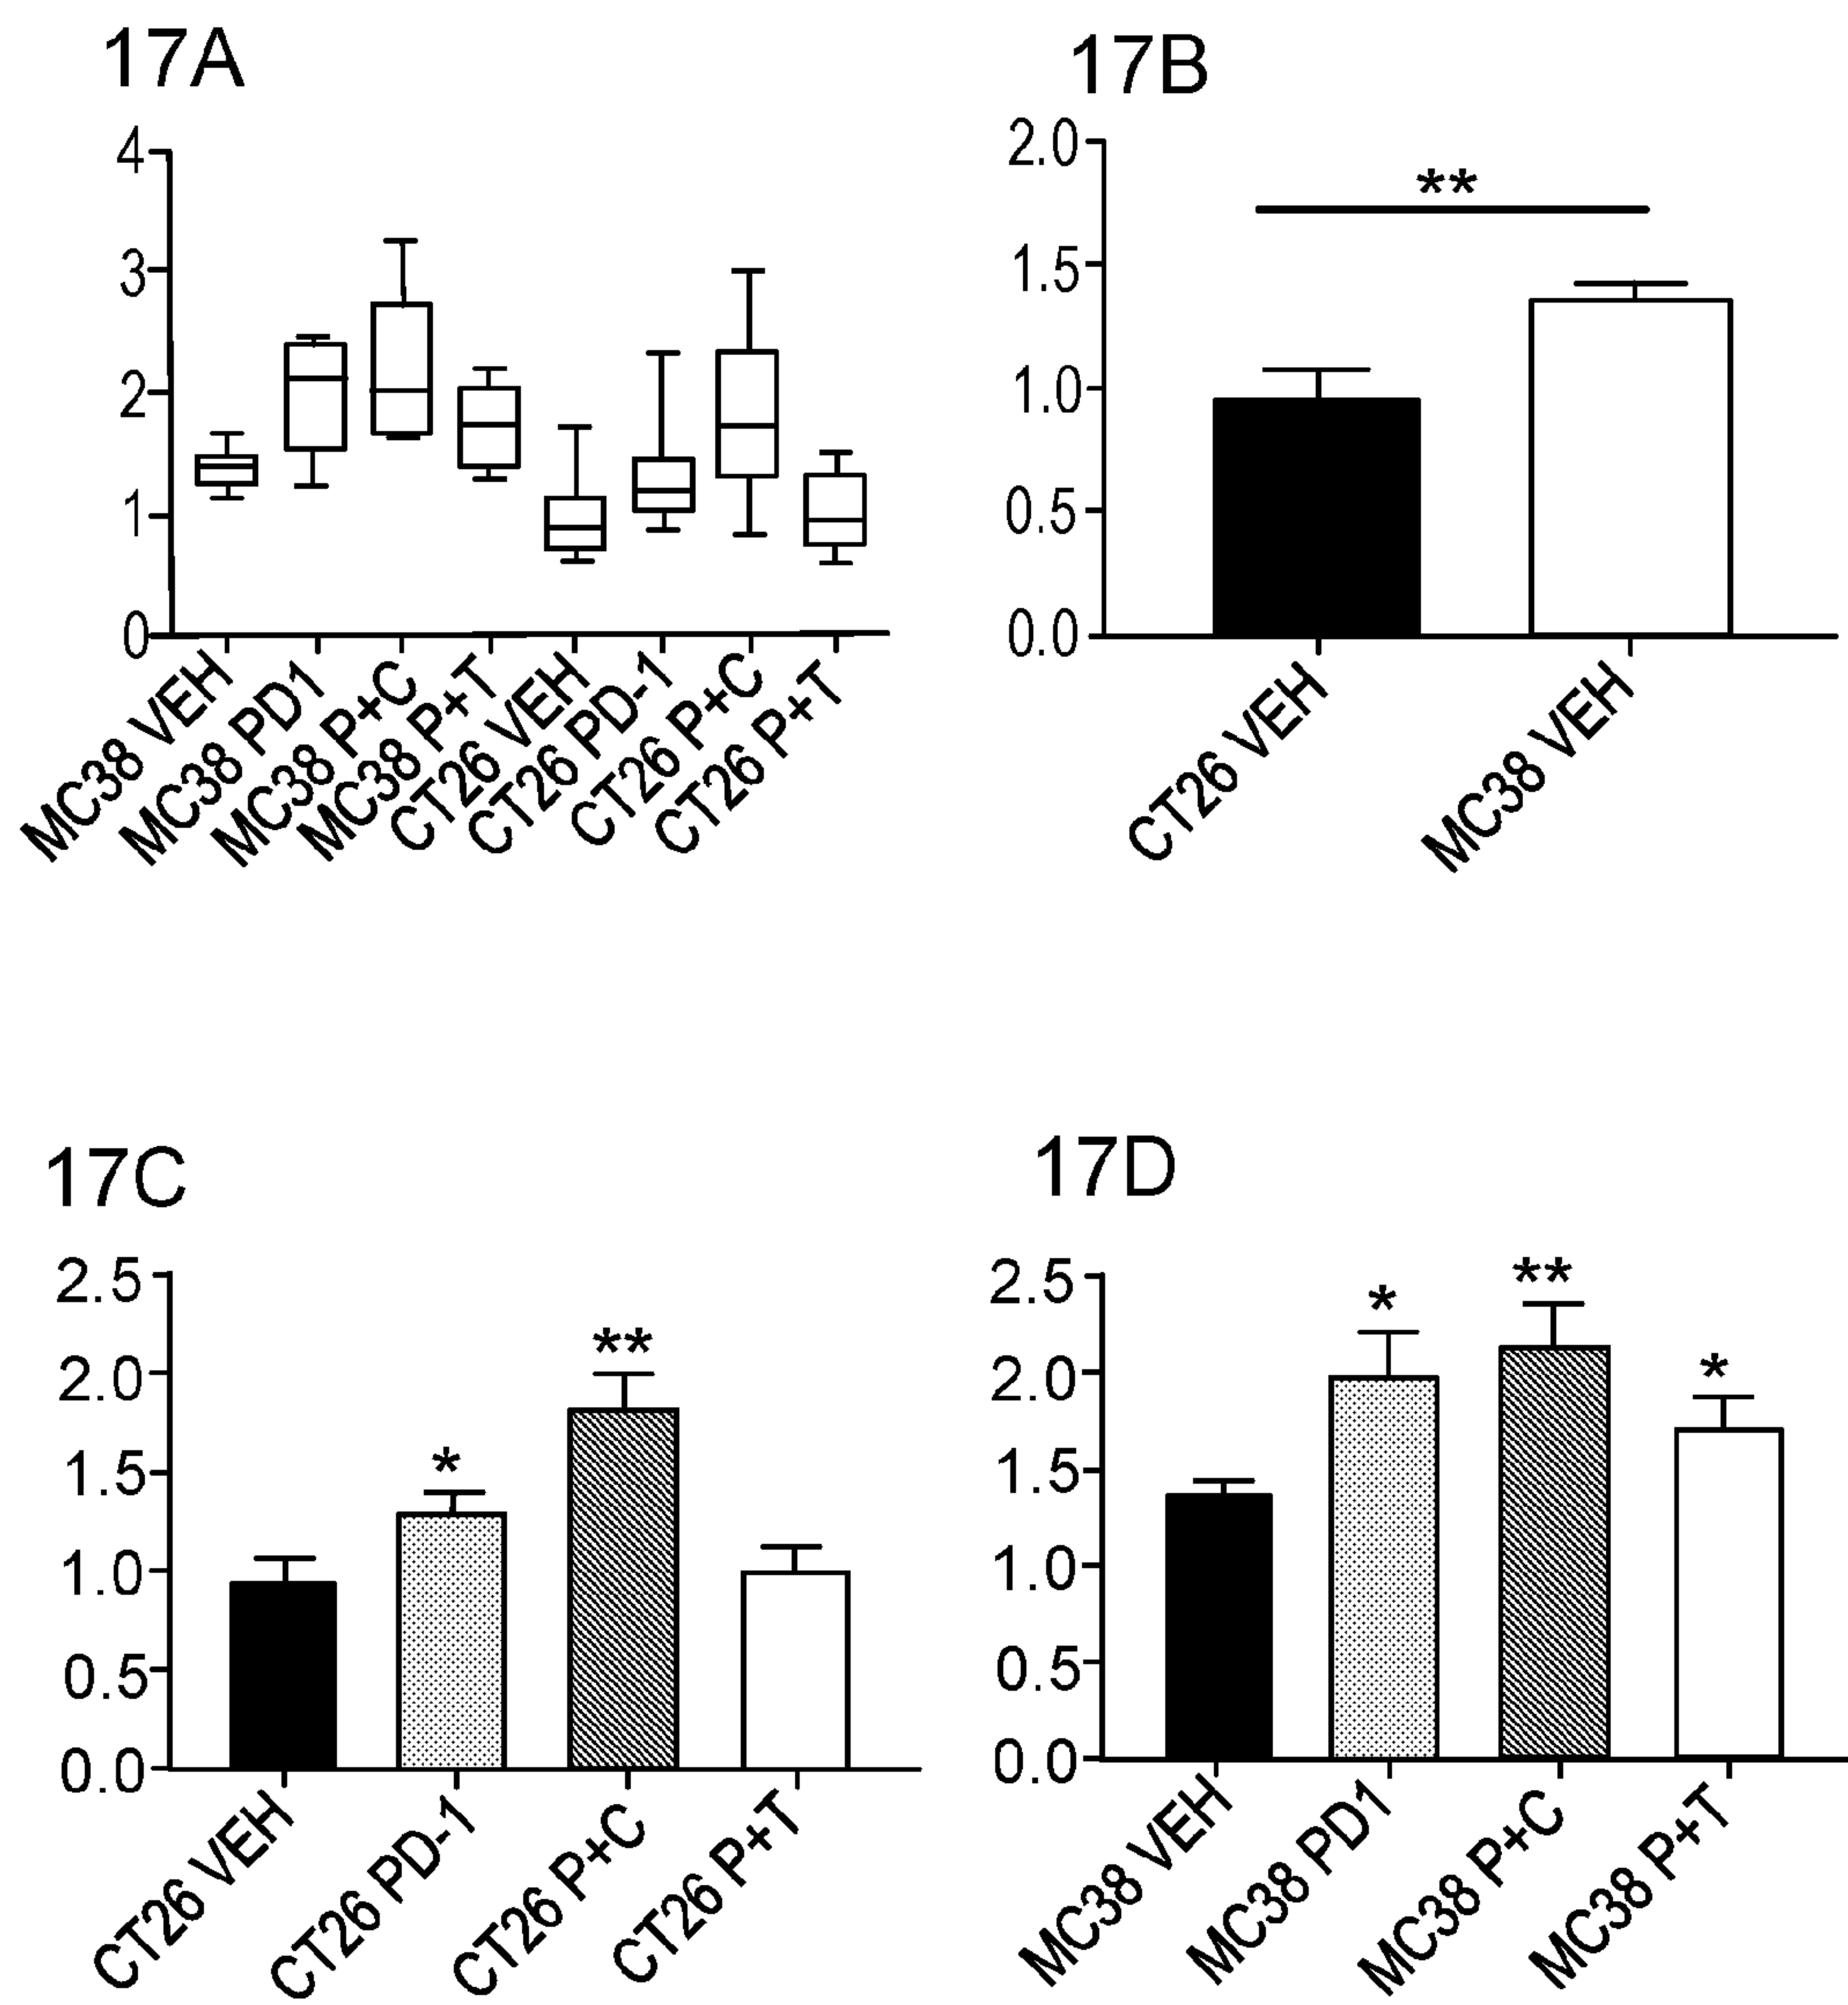 17A
4
3
2
1
0
MC38 VEH
MC38 PD1
MC38 P+C
MC38 P+T
CT26 VEH
CT26 PD-1
CT26 P+C
CT26 P+T
17B
2.0
**
1.5
1.0
0.5
0.0
CT26 VEH
MC38 VEH
17C
2.5
2.0
1.5
1.0
0.5
0.0
*
**
CT26 VEH
CT26 PD-1
CT26 P+C
CT26 P+T
17D
2.5
2.0
1.5
1.0
0.5
0.0
*
**
*
MC38 VEH
MC38 PD1
MC38 P+C
MC38 P+T